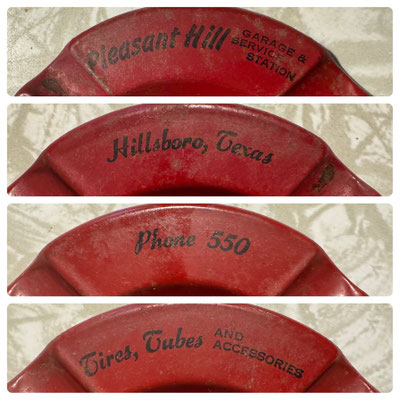 Pleasant Hill
GARAGE &
SERVICE
STATION
Hillsboro, Texas
Phone 550
Tires, Tubes
AND
ACCESSORIES